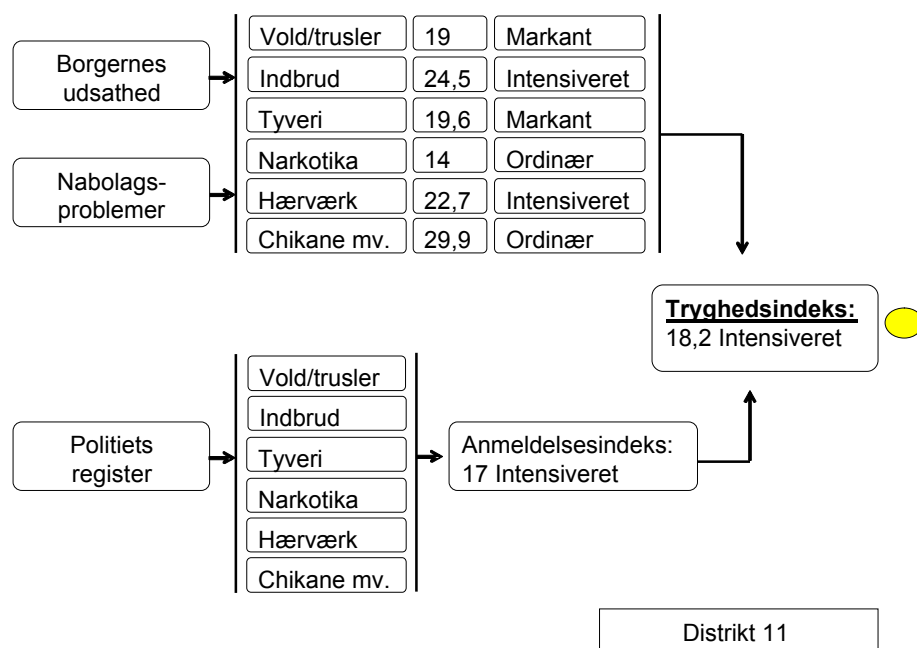 Borgernes
udsathed
Nabolags-
problemer
Vold/trusler 19 Markant
Indbrud 24,5 Intensiveret
Tyveri 19,6 Markant
Narkotika 14 Ordinær
Hærværk 22,7 Intensiveret
Chikane mv. 29,9 Ordinær
Tryghedsindeks:
18,2 Intensiveret
Politiets
register
Vold/trusler
Indbrud
Tyveri
Narkotika
Hærværk
Chikane mv.
Anmeldelsesindeks:
17 Intensiveret
Distrikt 11